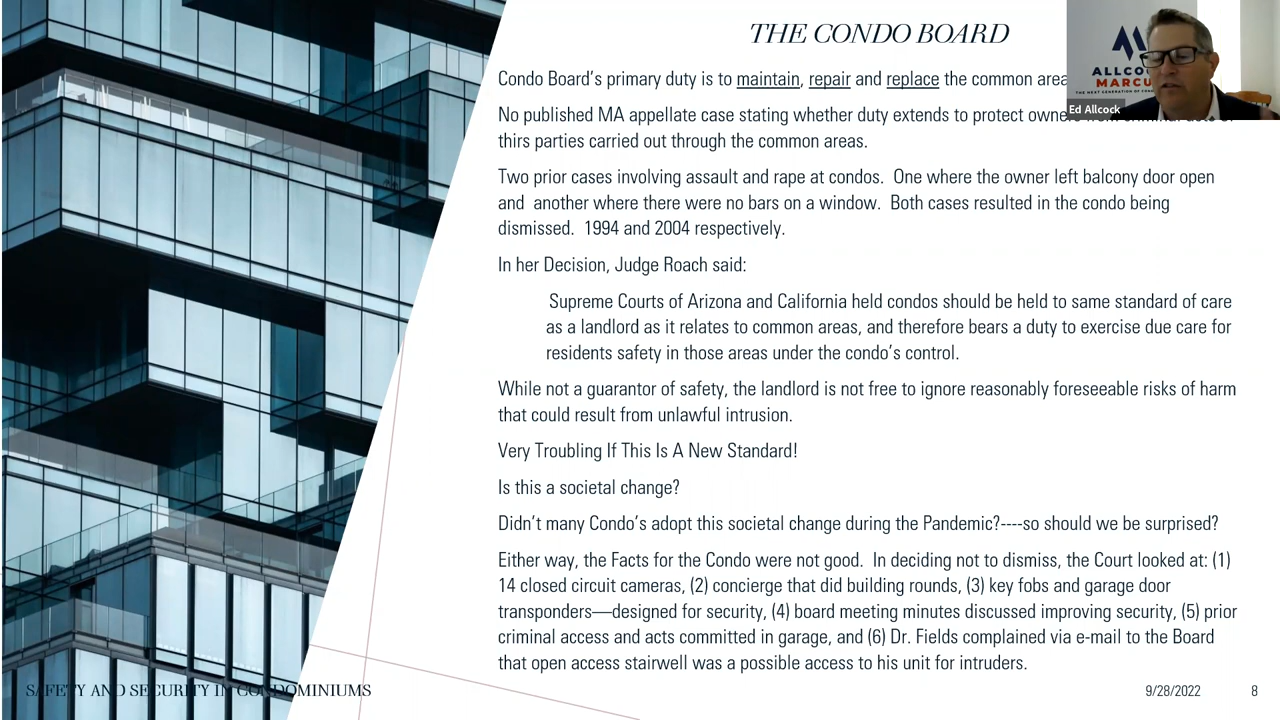 THE CONDO BOARD
ALLCO
MARCU
Ed Allcock
Condo Board's primary duty is to maintain, repair and replace the common area
No published MA appellate case stating whether duty extends to protect owners from criminal acts of
thirs parties carried out through the common areas.
Two prior cases involving assault and rape at condos. One where the owner left balcony door open
and another where there were no bars on a window. Both cases resulted in the condo being
dismissed. 1994 and 2004 respectively.
In her Decision, Judge Roach said:
Supreme Courts of Arizona and California held condos should be held to same standard of care
as a landlord as it relates to common areas, and therefore bears a duty to exercise due care for
residents safety in those areas under the condo's control.
While not a guarantor of safety, the landlord is not free to ignore reasonably foreseeable risks of harm
that could result from unlawful intrusion.
Very Troubling If This Is A New Standard!
Is this a societal change?
Didn't many Condo's adopt this societal change during the Pandemic?----so should we be surprised?
Either way, the Facts for the Condo were not good. In deciding not to dismiss, the Court looked at: (1)
14 closed circuit cameras, (2) concierge that did building rounds, (3) key fobs and garage door
transponders—designed for security, (4) board meeting minutes discussed improving security, (5) prior
criminal access and acts committed in garage, and (6) Dr. Fields complained via e-mail to the Board
that open access stairwell was a possible access to his unit for intruders.
SAFETY AND SECURITY IN CONDOMINIUMS
9/28/2022
8